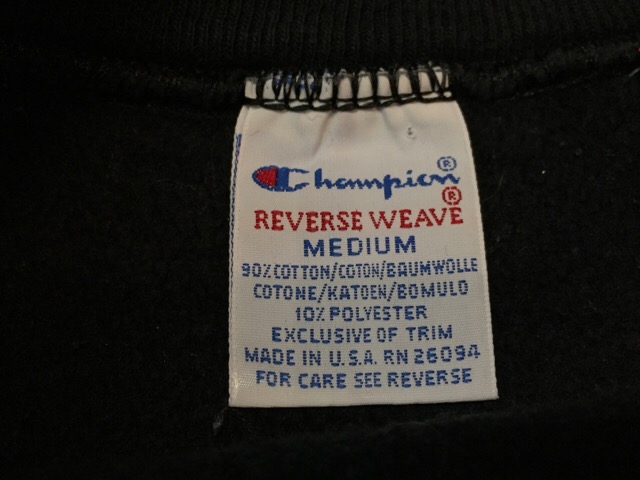 Champion®
REVERSE WEAVE®
MEDIUM
90% COTTON/COTON/BAUMWOLLE
COTONE/KATOEN/BOMULD
10% POLYESTER
EXCLUSIVE OF TRIM
MADE IN U.S.A. RN 26094
FOR CARE SEE REVERSE